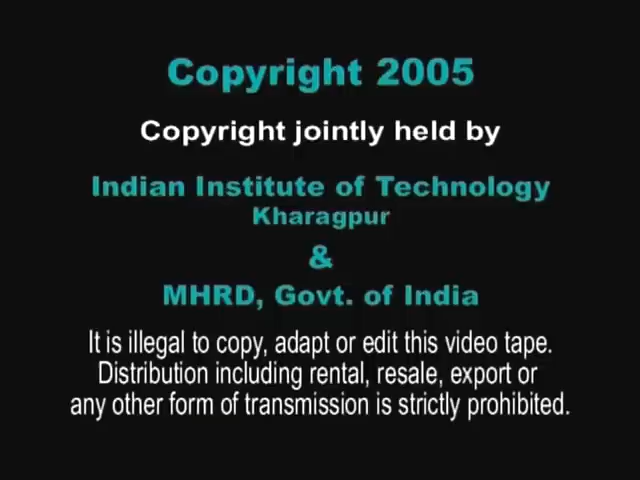 Copyright 2005
Copyright jointly held by
Indian Institute of Technology
Kharagpur
&
MHRD, Govt. of India
It is illegal to copy, adapt or edit this video tape.
Distribution including rental, resale, export or
any other form of transmission is strictly prohibited.